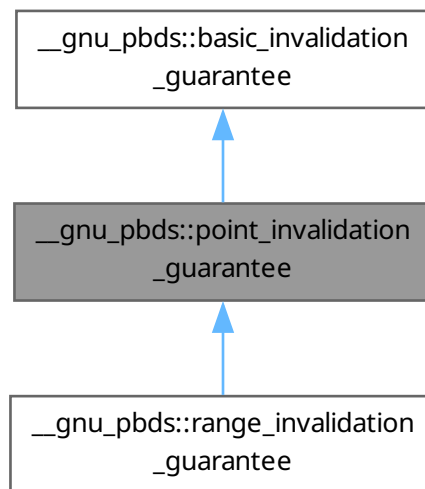 __gnu_pbds::basic_invalidation
_guarantee
__gnu_pbds::point_invalidation
_guarantee
__gnu_pbds::range_invalidation
_guarantee